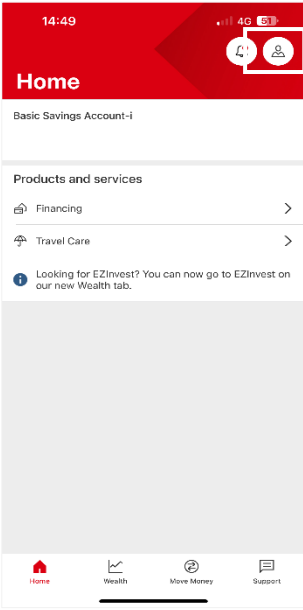 14:49
4G 51
Home
Basic Savings Account-i
Products and services
Financing
Travel Care
Looking for EZInvest? You can now go to EZInvest on
our new Wealth tab.
Home Wealth Move Money Support